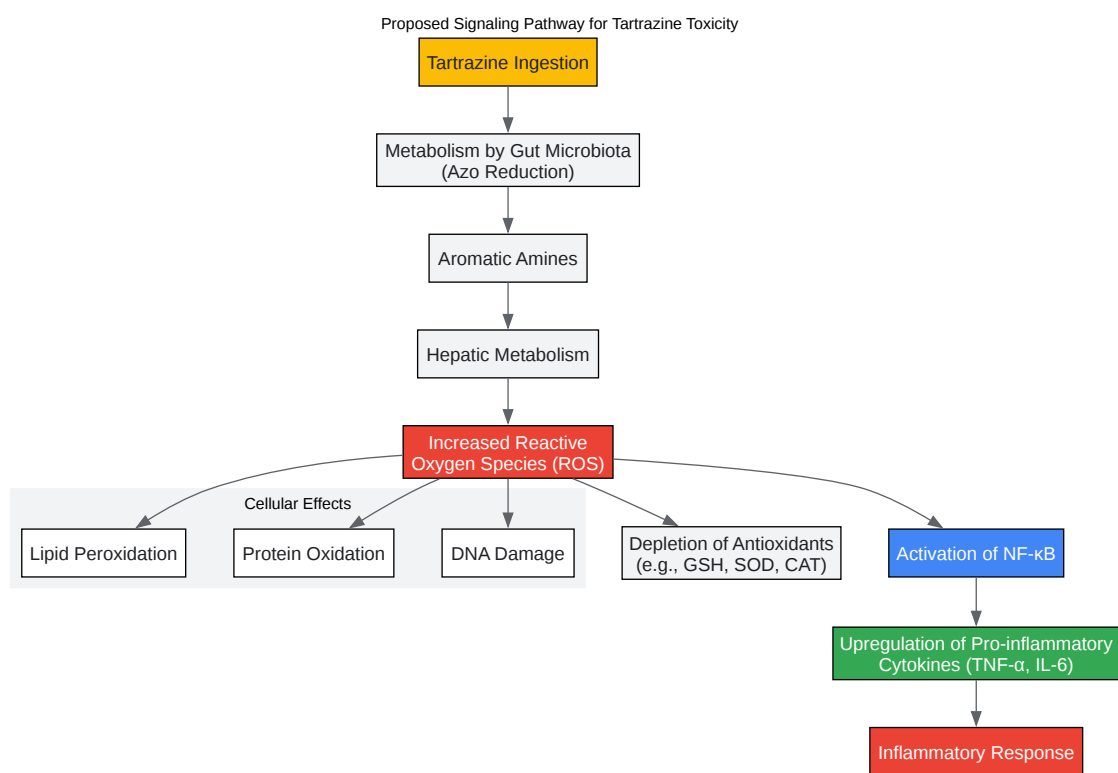 Proposed Signaling Pathway for Tartrazine Toxicity
Tartrazine Ingestion
Metabolism by Gut Microbiota
(Azo Reduction)
Aromatic Amines
Hepatic Metabolism
Increased Reactive
Oxygen Species (ROS)
Cellular Effects
Lipid Peroxidation
Protein Oxidation
DNA Damage
Depletion of Antioxidants
(e.g., GSH, SOD, CAT)
Activation of NF-κB
Upregulation of Pro-inflammatory
Cytokines (TNF-α, IL-6)
Inflammatory Response